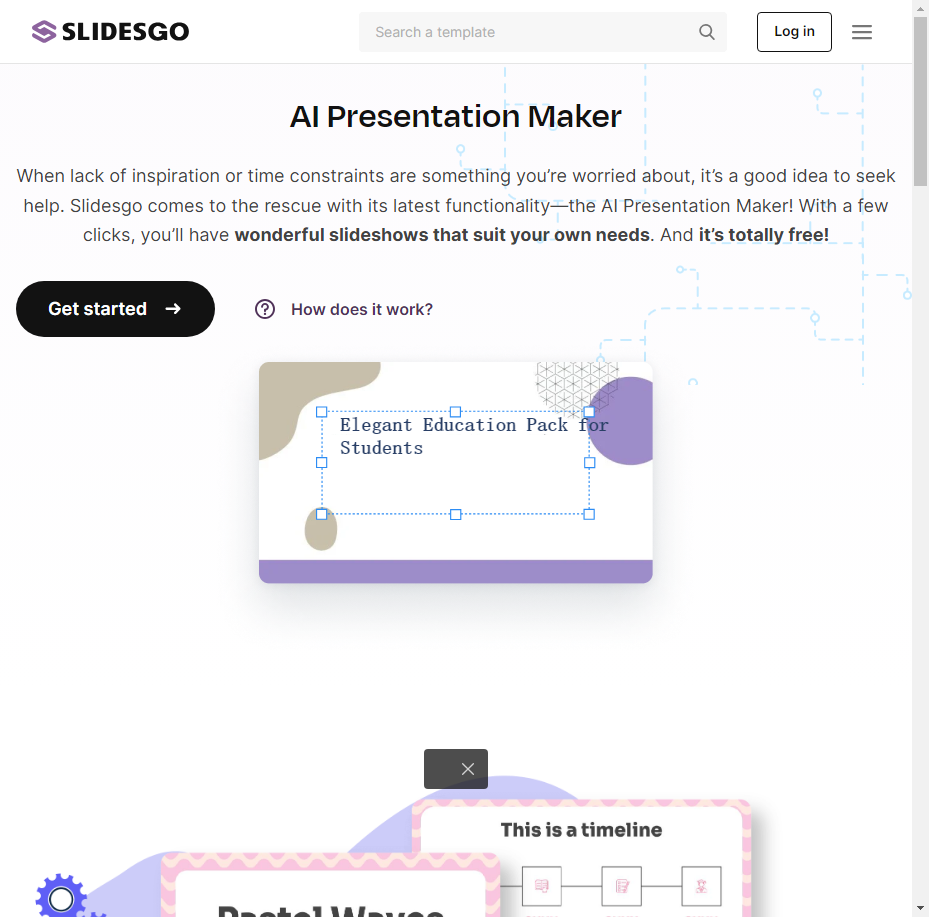 SLIDESGO
Search a template
Log in
AI Presentation Maker
When lack of inspiration or time constraints are something you’re worried about, it’s a good idea to seek
help. Slidesgo comes to the rescue with its latest functionality—the AI Presentation Maker! With a few
clicks, you’ll have wonderful slideshows that suit your own needs. And it’s totally free!
Get started
How does it work?
Elegant Education Pack for
Students
This is a timeline
Pastel Waves